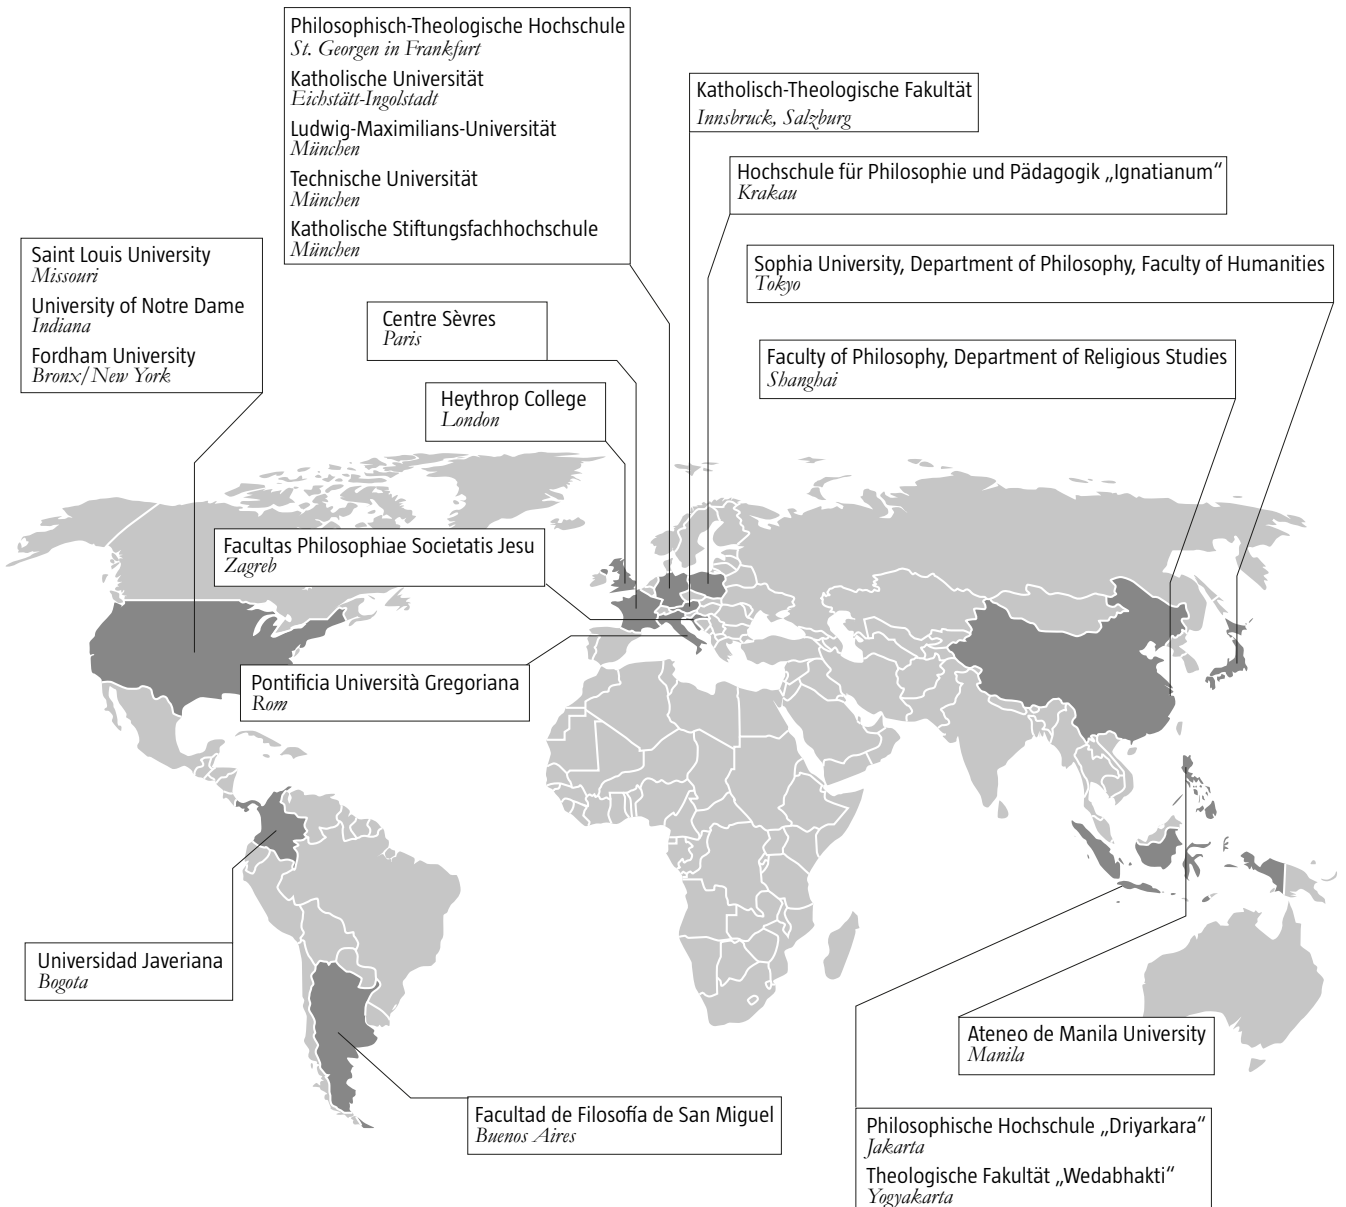 Philosophisch-Theologische Hochschule
St. Georgen in Frankfurt
Katholische Universität
Eichstätt-Ingolstadt
Ludwig-Maximilians-Universität
München
Technische Universität
München
Katholische Stiftungsfachhochschule
München
Katholisch-Theologische Fakultät
Innsbruck, Salzburg
Hochschule für Philosophie und Pädagogik „Ignatianum“
Krakau
Saint Louis University
Missouri
University of Notre Dame
Indiana
Fordham University
Bronx/New York
Sophia University, Department of Philosophy, Faculty of Humanities
Tokyo
Centre Sèvres
Paris
Faculty of Philosophy, Department of Religious Studies
Shanghai
Heythrop College
London
Facultas Philosophiae Societatis Jesu
Zagreb
Pontificia Università Gregoriana
Rom
Universidad Javeriana
Bogota
Ateneo de Manila University
Manila
Facultad de Filosofía de San Miguel
Buenos Aires
Philosophische Hochschule „Driyarkara“
Jakarta
Theologische Fakultät „Wedabhakti“
Yogyakarta